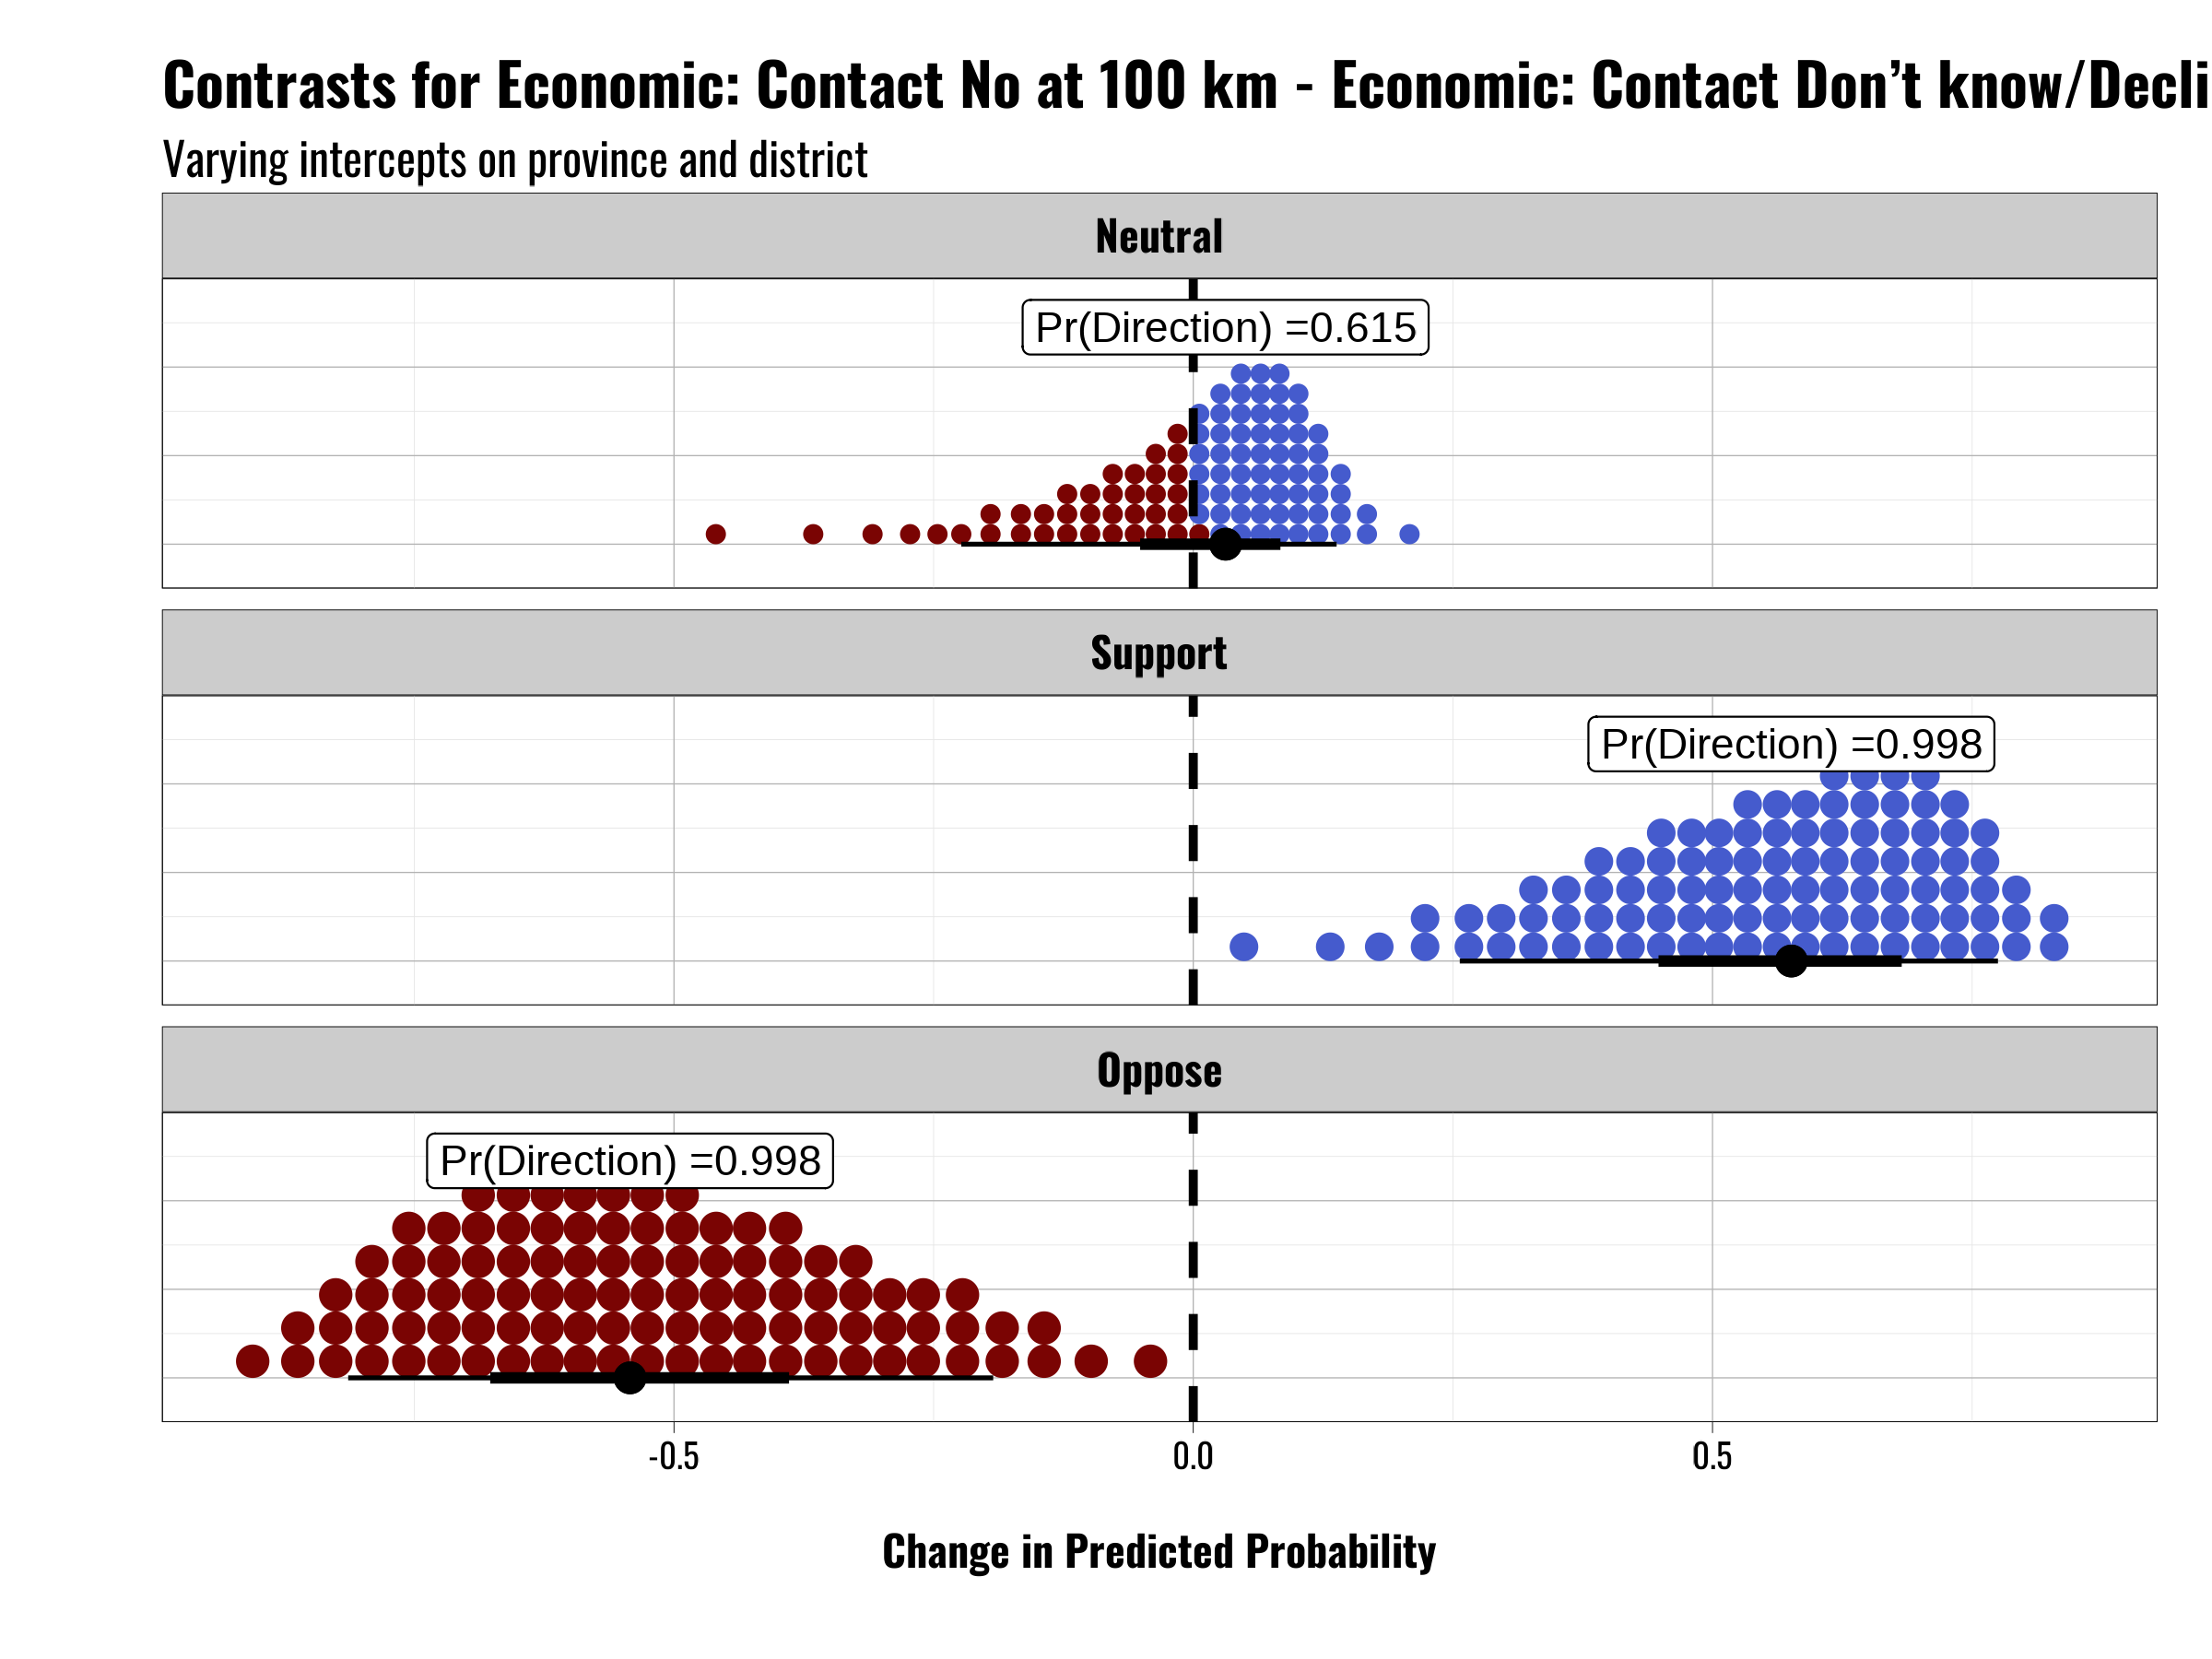 Contrasts for Economic: Contact No at 100 km - Economic: Contact Don’t know/Decli
Varying intercepts on province and district
Neutral
Pr(Direction) =0.615
Support
Pr(Direction) =0.998
Oppose
Pr(Direction) =0.998
-0.5 0.0 0.5
Change in Predicted Probability